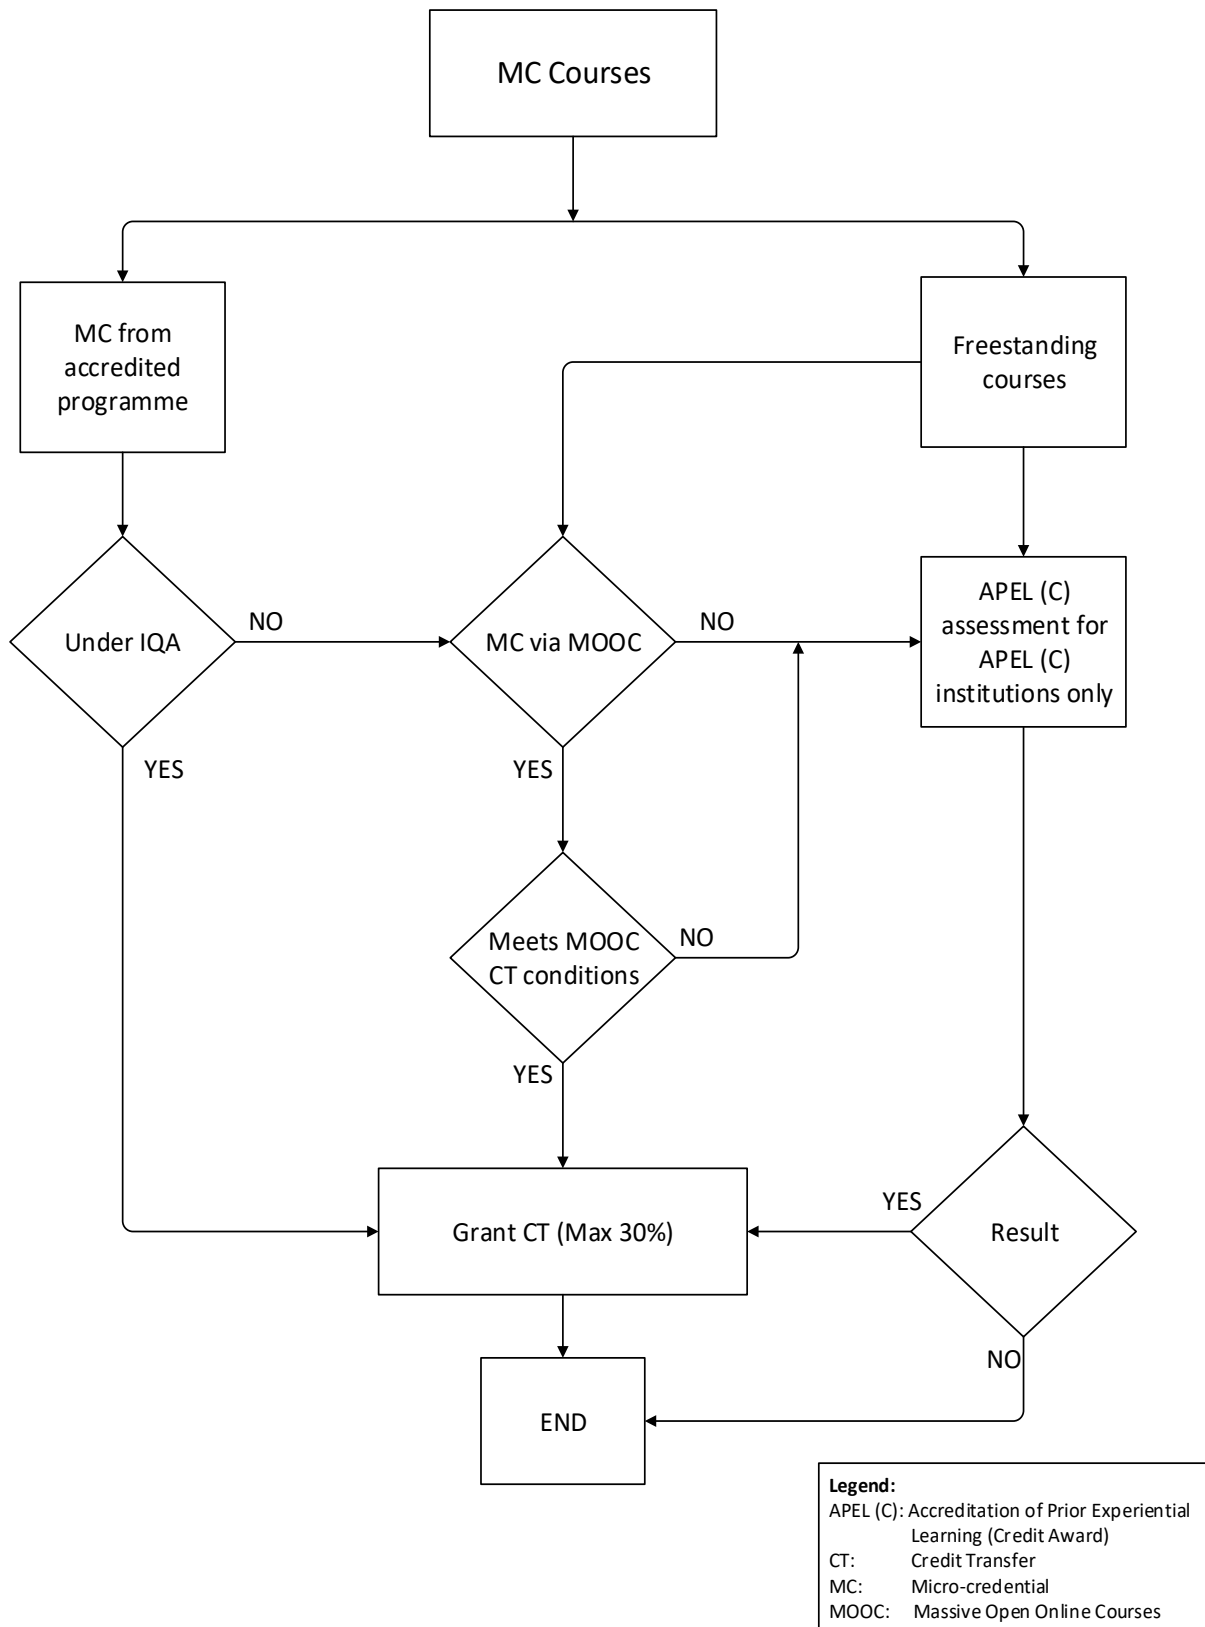 MC Courses
MC from
accredited
programme
Freestanding
courses
Under IQA
NO
MC via MOOC
NO
APEL (C)
assessment for
APEL (C)
institutions only
YES
YES
Meets MOOC
CT conditions
NO
YES
Grant CT (Max 30%)
YES
Result
NO
END
Legend:
APEL (C): Accreditation of Prior Experiential
Learning (Credit Award)
CT: Credit Transfer
MC: Micro-credential
MOOC: Massive Open Online Courses